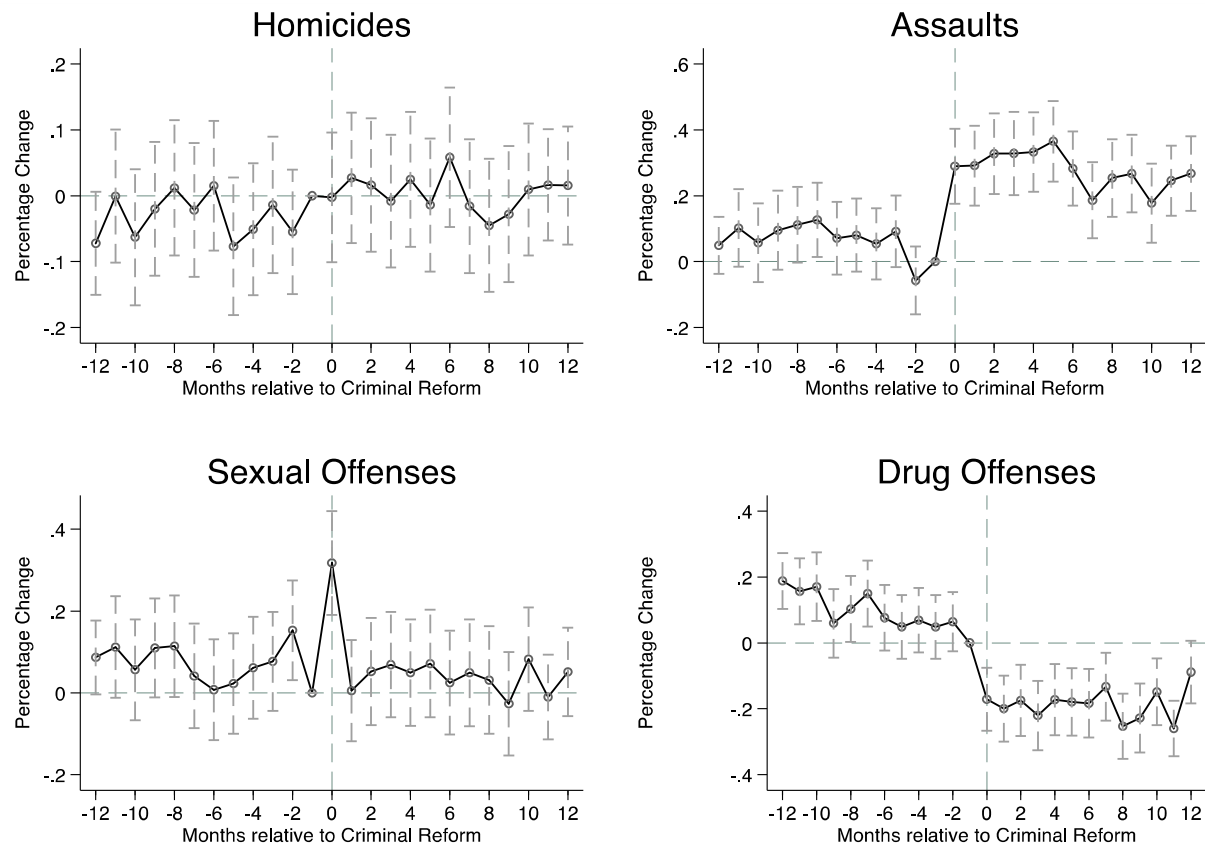 Homicides
Percentage Change
.2
.1
0
-.1
-.2
-12 -10 -8 -6 -4 -2 0 2 4 6 8 10 12
Months relative to Criminal Reform
Assaults
Percentage Change
.6
.4
.2
0
-.2
-12 -10 -8 -6 -4 -2 0 2 4 6 8 10 12
Months relative to Criminal Reform
Sexual Offenses
Percentage Change
.4
.2
0
-.2
-12 -10 -8 -6 -4 -2 0 2 4 6 8 10 12
Months relative to Criminal Reform
Drug Offenses
Percentage Change
.4
.2
0
-.2
-.4
-12 -10 -8 -6 -4 -2 0 2 4 6 8 10 12
Months relative to Criminal Reform